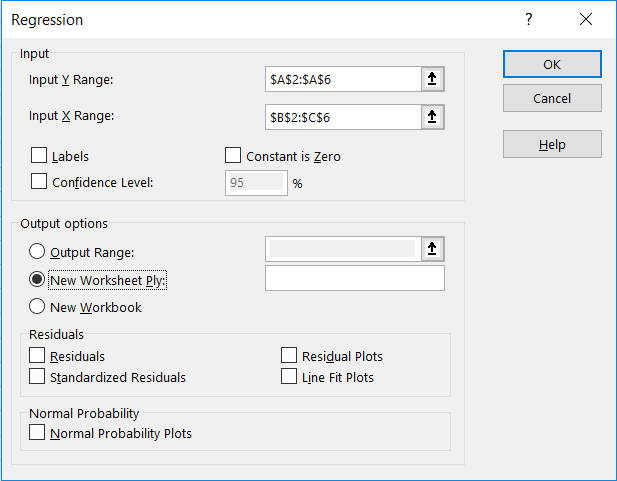 Regression
?
Input
Input Y Range:
$A$2:$A$6
Input X Range:
$B$2:$C$6
Labels
Constant is Zero
Confidence Level:
95
%
Output options
Output Range:
New Worksheet Ply:
New Workbook
Residuals
Residuals
Residual Plots
Standardized Residuals
Line Fit Plots
Normal Probability
Normal Probability Plots
OK
Cancel
Help